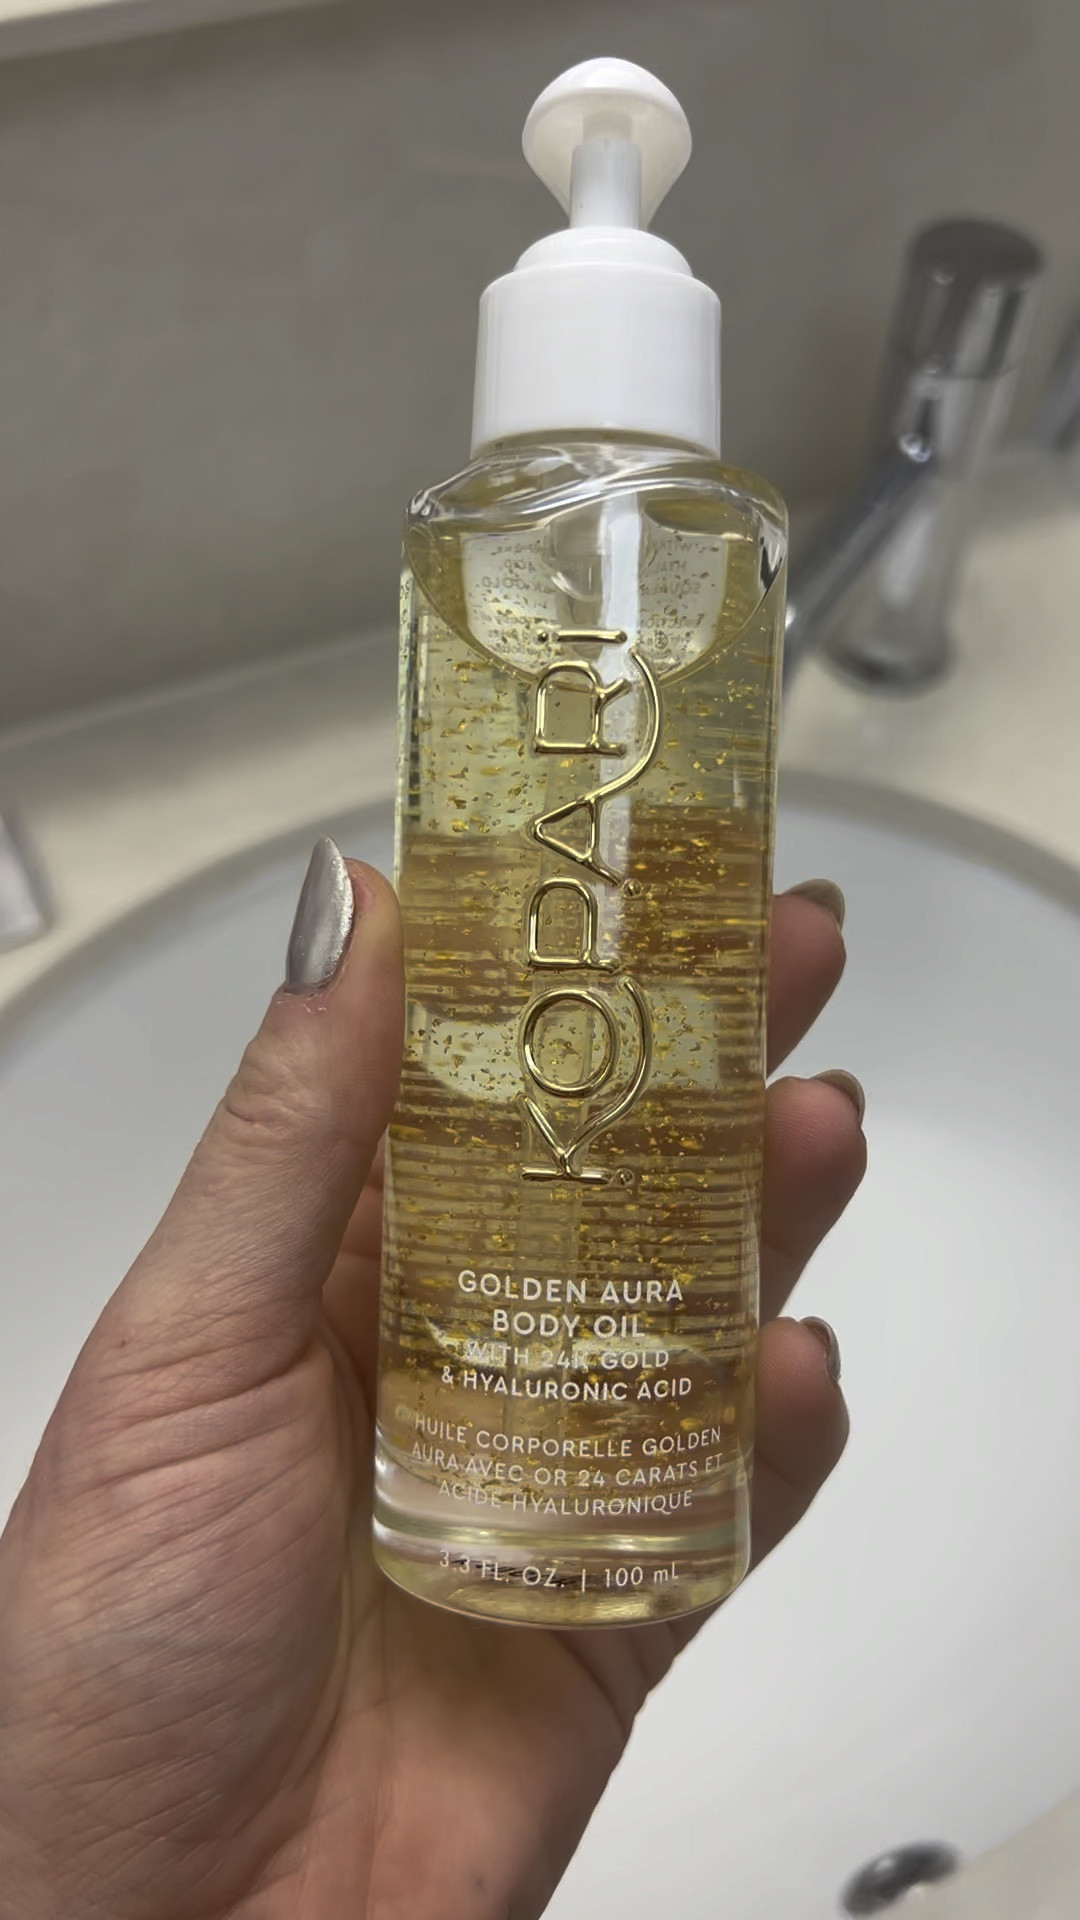 KOPARI
GOLDEN AURA
BODY OIL
WITH 24K GOLD
& HYALURONIC ACID
HUILE CORPORELLE GOLDEN
AURA AVEC OR 24 CARATS ET
ACIDE HYALURONIQUE
3.3 FL. OZ. | 100 mL